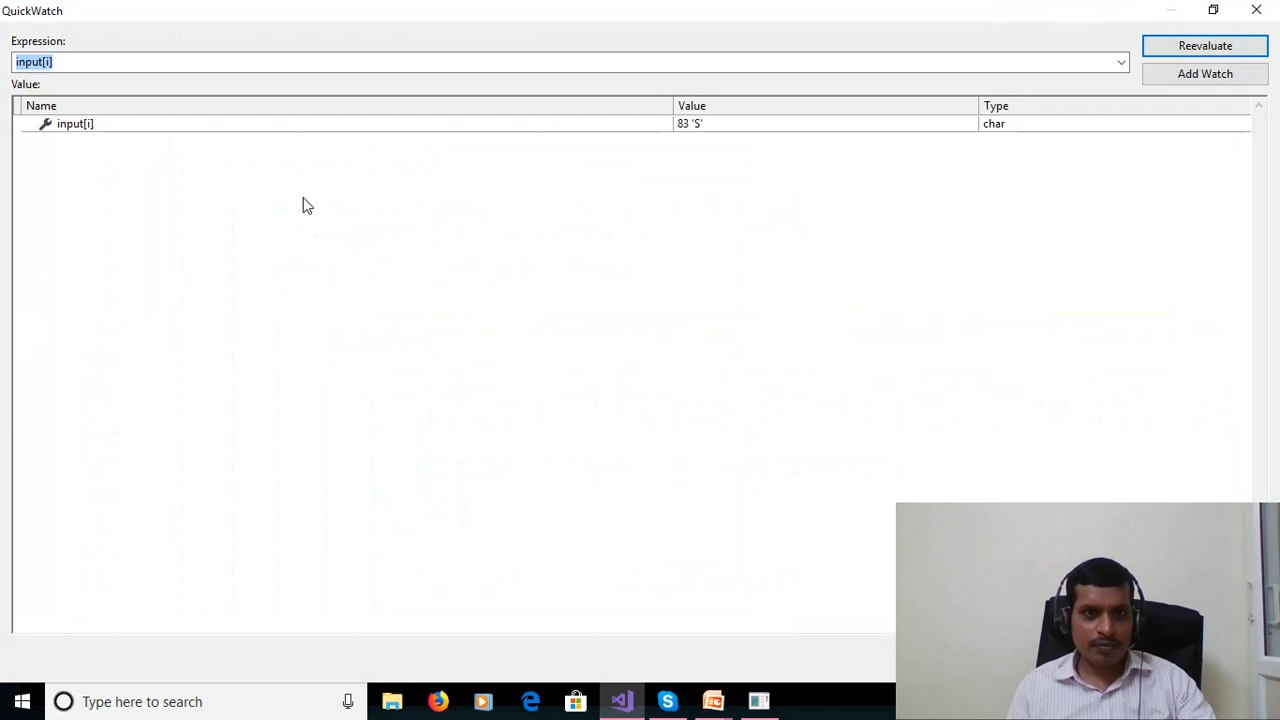 QuickWatch
Expression:
input[i]
Reevaluate
Add Watch
Value:
Name Value Type
input[i] 83 'S' char
Type here to search